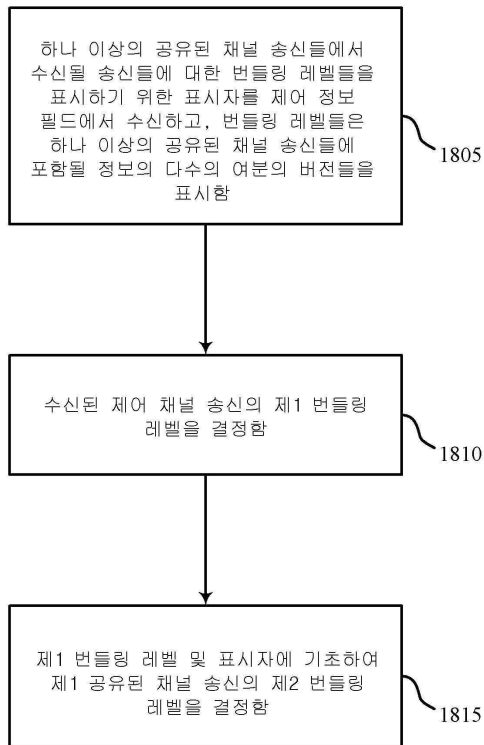 하나 이상의 공유된 채널 송신들에서
수신될 송신들에 대한 번들링 레벨들을
표시하기 위한 표시자를 제어 정보
필드에서 수신하고, 번들링 레벨들은
하나 이상의 공유된 채널 송신들에
포함될 정보의 다수의 여분의 버전들을
표시함
1805
수신된 제어 채널 송신의 제1 번들링
레벨을 결정함
1810
제1 번들링 레벨 및 표시자에 기초하여
제1 공유된 채널 송신의 제2 번들링
레벨을 결정함
1815